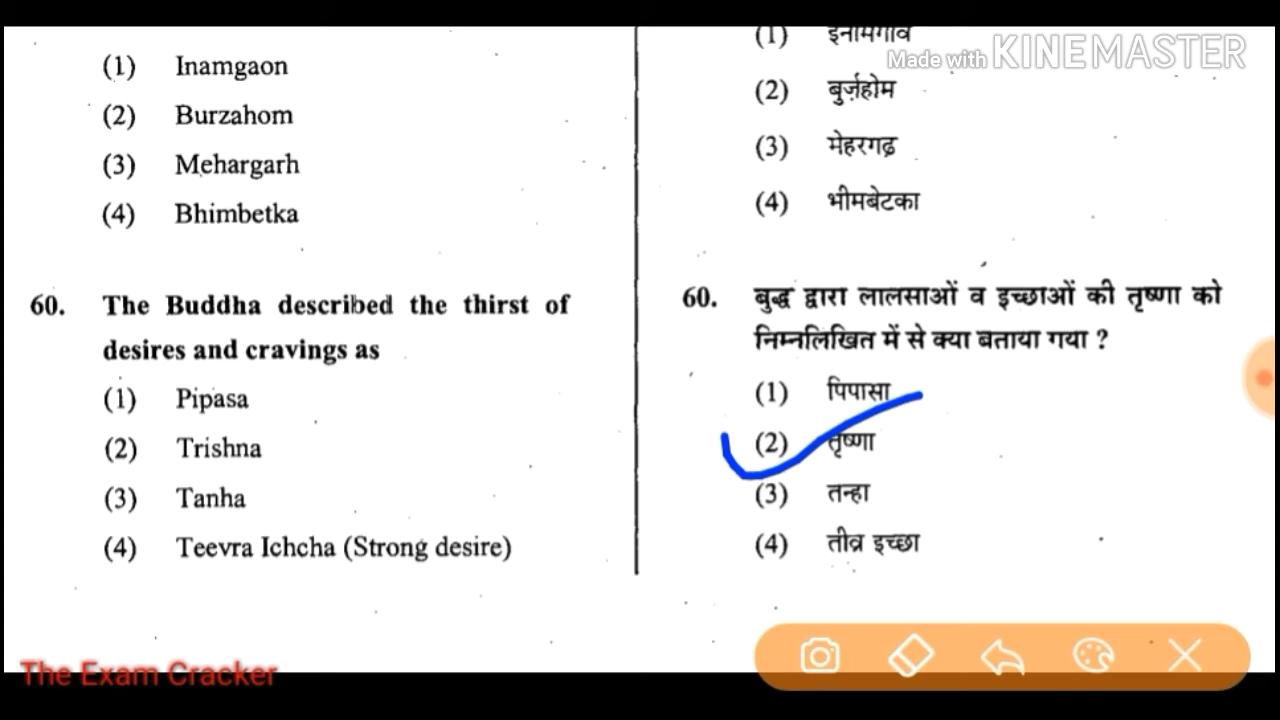 (1) Inamgaon
(2) Burzahom
(3) Mehargarh
(4) Bhimbetka
60. The Buddha described the thirst of
desires and cravings as
(1) Pipasa
(2) Trishna
(3) Tanha
(4) Teevra Ichcha (Strong desire)
(1) इनामगाँव
Made with KINEMASTER
(2) बुर्ज़होम
(3) मेहरगढ़
(4) भीमबेटका
60. बुद्ध द्वारा लालसाओं व इच्छाओं की तृष्णा को
निम्नलिखित में से क्या बताया गया ?
(1) पिपासा
(2) तृष्णा
(3) तन्हा
(4) तीव्र इच्छा
The Exam Cracker